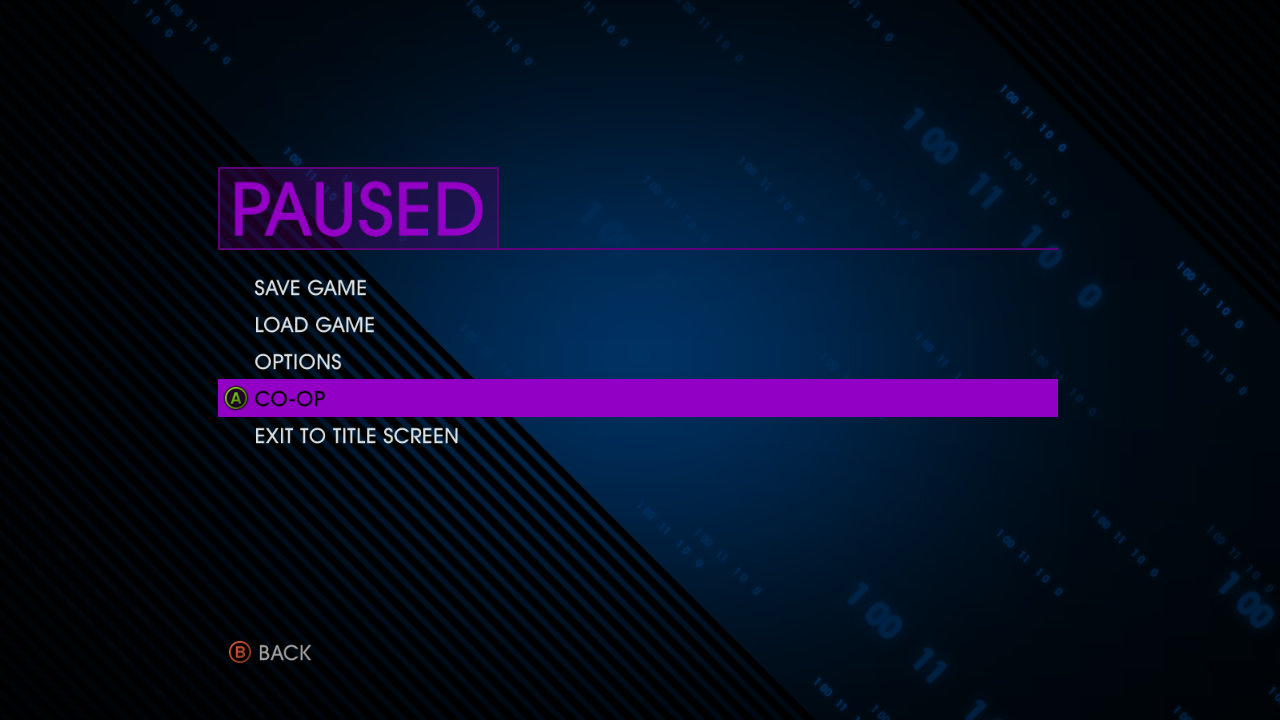 PAUSED
SAVE GAME
LOAD GAME
OPTIONS
A CO-OP
EXIT TO TITLE SCREEN
B BACK